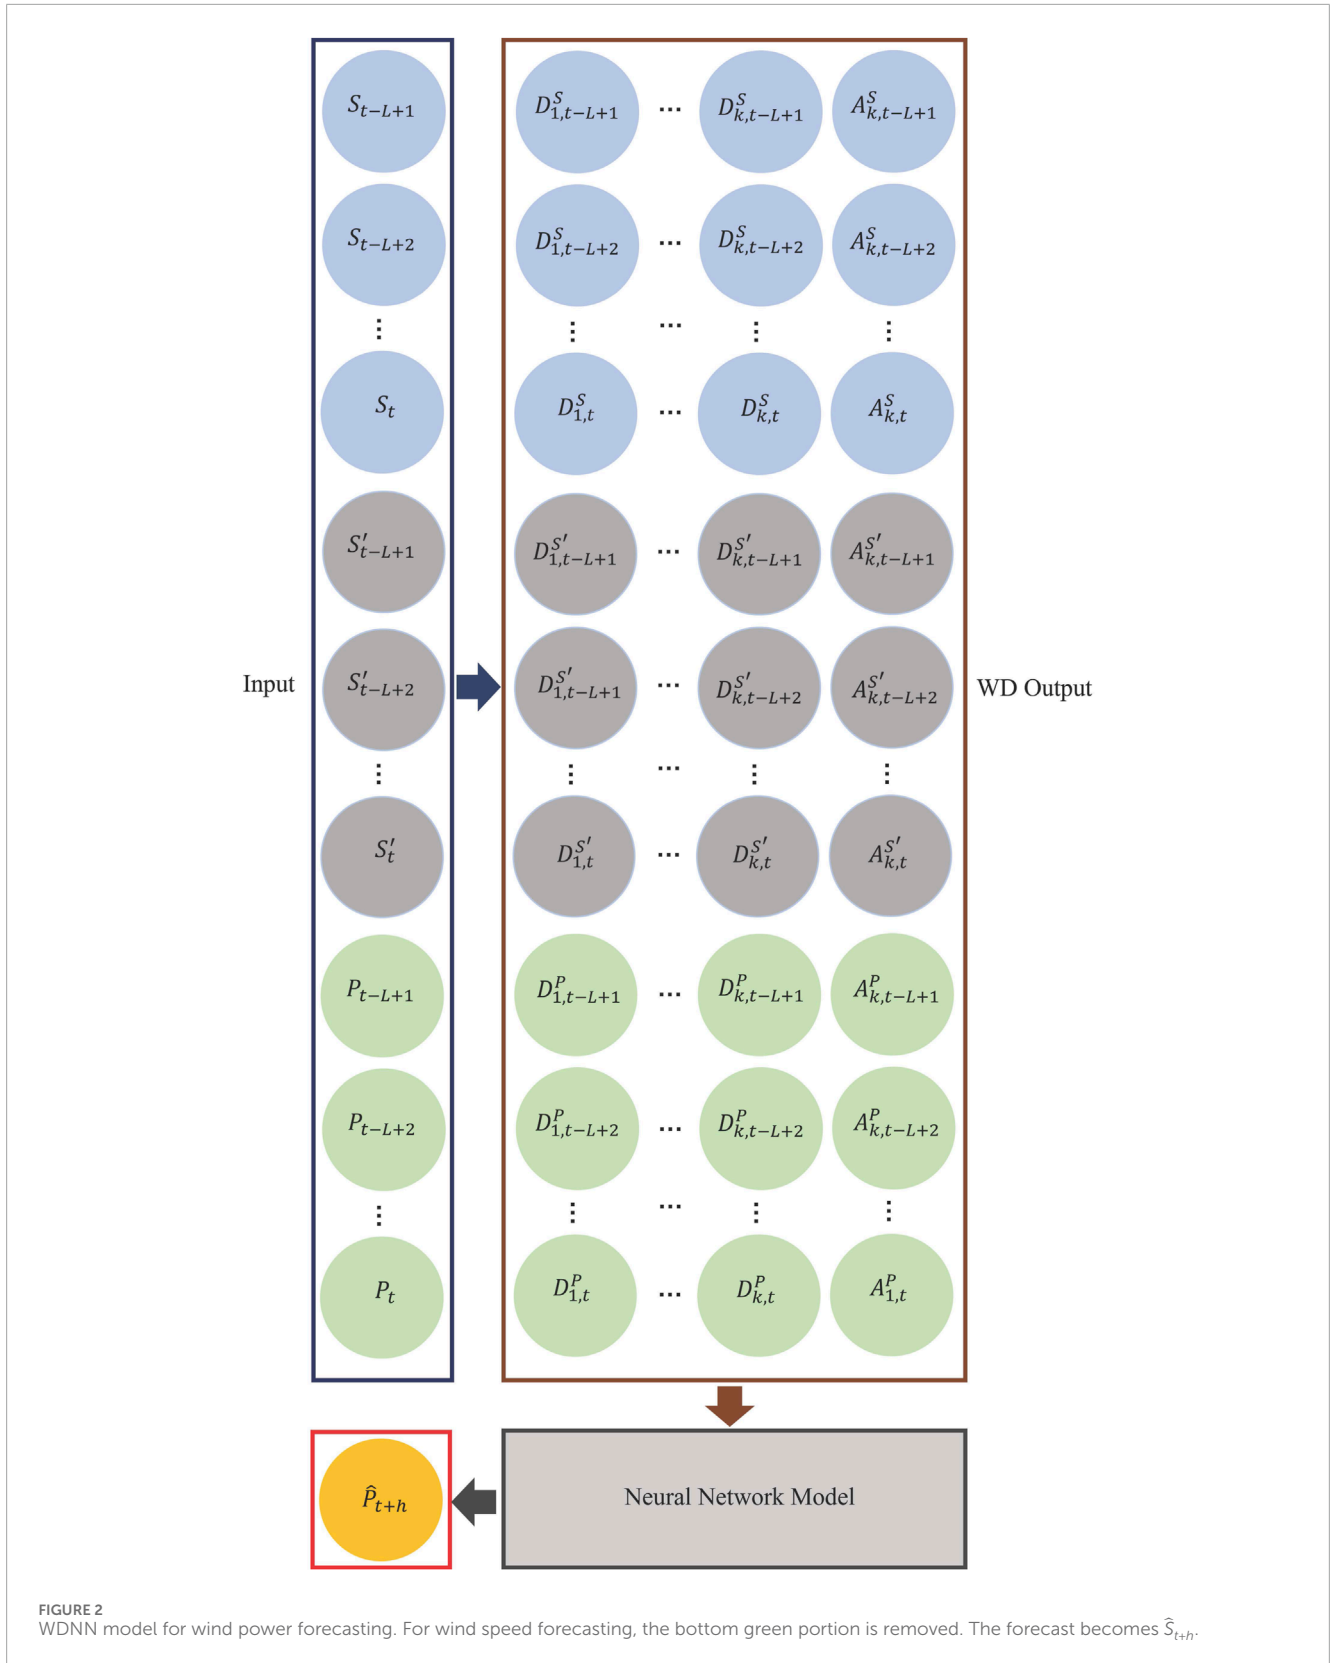 S_{t−L+1} D^S_{1,t−L+1} ... D^S_{k,t−L+1} A^S_{k,t−L+1}
S_{t−L+2} D^S_{1,t−L+2} ... D^S_{k,t−L+2} A^S_{k,t−L+2}
⋮ ⋮ ... ⋮ ⋮
S_t D^S_{1,t} ... D^S_{k,t} A^S_{k,t}
S′_{t−L+1} D^{S′}_{1,t−L+1} ... D^{S′}_{k,t−L+1} A^{S′}_{k,t−L+1}
Input S′_{t−L+2} D^{S′}_{1,t−L+1} ... D^{S′}_{k,t−L+2} A^{S′}_{k,t−L+2} WD Output
⋮ ⋮ ... ⋮ ⋮
S′_t D^{S′}_{1,t} ... D^{S′}_{k,t} A^{S′}_{k,t}
P_{t−L+1} D^P_{1,t−L+1} ... D^P_{k,t−L+1} A^P_{k,t−L+1}
P_{t−L+2} D^P_{1,t−L+2} ... D^P_{k,t−L+2} A^P_{k,t−L+2}
⋮ ⋮ ... ⋮ ⋮
P_t D^P_{1,t} ... D^P_{k,t} A^P_{1,t}
P̂_{t+h} Neural Network Model
FIGURE 2
WDNN model for wind power forecasting. For wind speed forecasting, the bottom green portion is removed. The forecast becomes Ŝ_{t+h}.